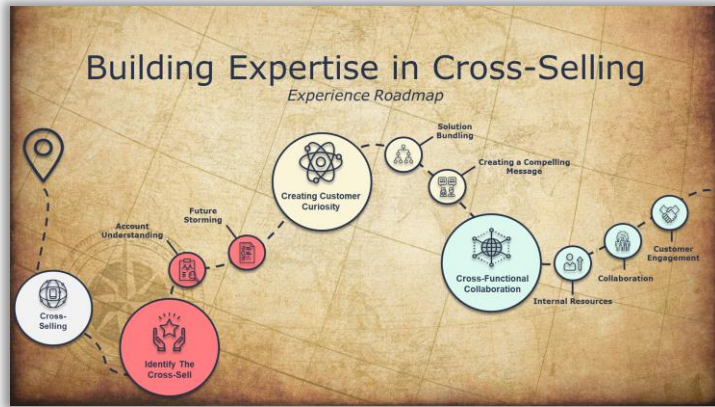 Building Expertise in Cross-Selling
Experience Roadmap
Cross-
Selling
Identify The
Cross-Sell
Account
Understanding
Future
Storming
Creating Customer
Curiosity
Solution
Bundling
Creating a Compelling
Message
Cross-Functional
Collaboration
Internal Resources
Collaboration
Customer
Engagement